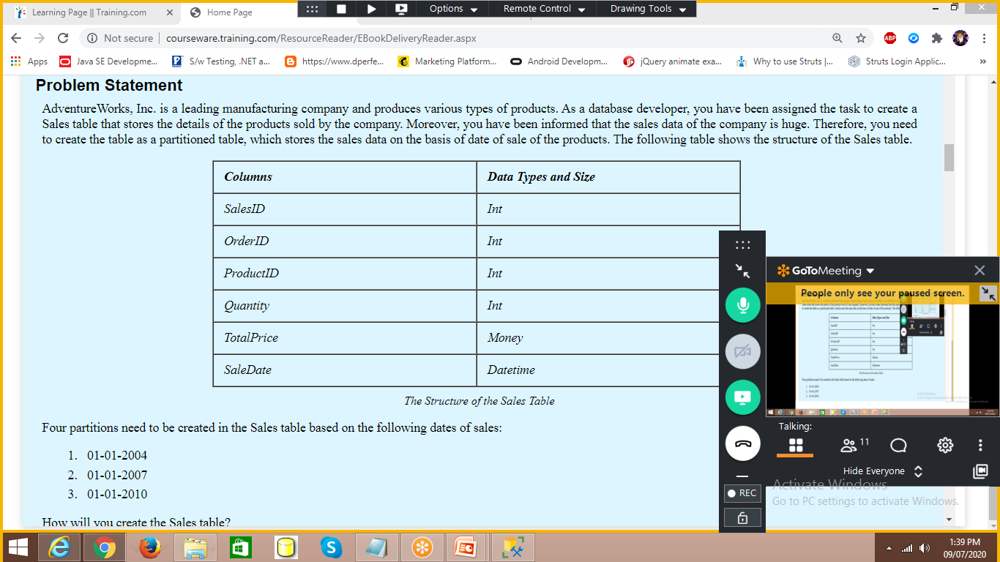 Learning Page || Training.com
Home Page
Options
Remote Control
Drawing Tools
Not secure | courseware.training.com/ResourceReader/EBookDeliveryReader.aspx
ABP
Apps
Java SE Developme...
S/w Testing, .NET a...
https://www.dperfe...
Marketing Platform...
Android Developm...
jQuery animate exa...
Why to use Struts |...
Struts Login Applic...
»
Problem Statement
AdventureWorks, Inc. is a leading manufacturing company and produces various types of products. As a database developer, you have been assigned the task to create a
Sales table that stores the details of the products sold by the company. Moreover, you have been informed that the sales data of the company is huge. Therefore, you need
to create the table as a partitioned table, which stores the sales data on the basis of date of sale of the products. The following table shows the structure of the Sales table.
Columns Data Types and Size
SalesID Int
OrderID Int
ProductID Int
Quantity Int
TotalPrice Money
SaleDate Datetime
The Structure of the Sales Table
Four partitions need to be created in the Sales table based on the following dates of sales:
1. 01-01-2004
2. 01-01-2007
3. 01-01-2010
How will you create the Sales table?
GoToMeeting
People only see your paused screen.
Talking:
11
Hide Everyone
REC
Activate Windows
Go to PC settings to activate Windows.
1:39 PM
09/07/2020